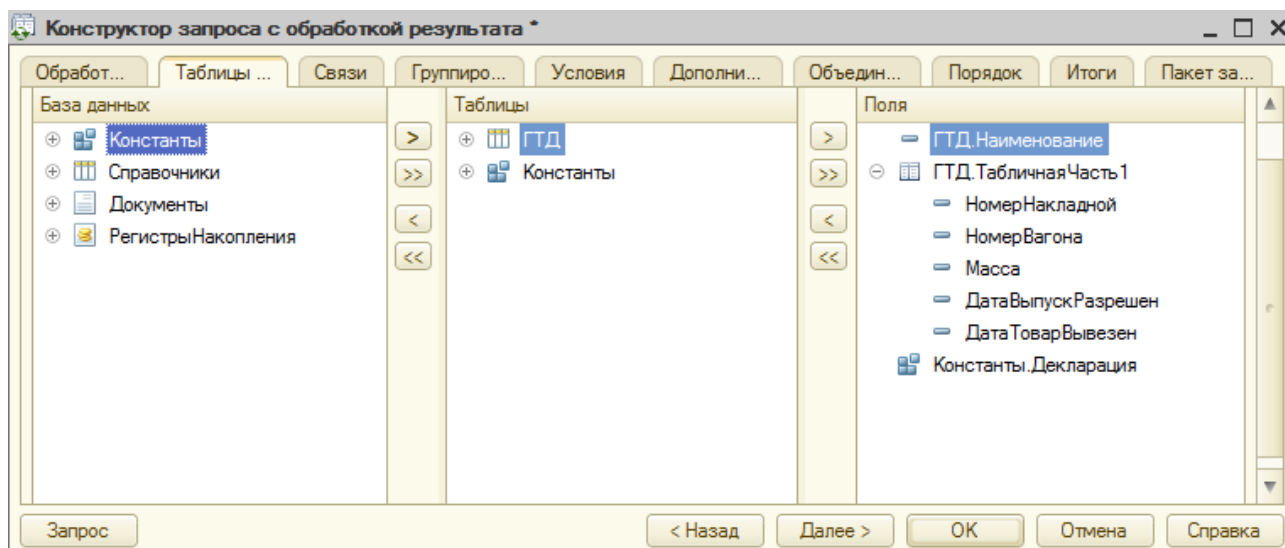 Конструктор запроса с обработкой результата *
Обработ... Таблицы ... Связи Группиро... Условия Дополни... Объедин... Порядок Итоги Пакет за...
База данных
Константы
Справочники
Документы
РегистрыНакопления
>
>>
<
<<
Таблицы
ГТД
Константы
>
>>
<
<<
Поля
ГТД.Наименование
ГТД.ТабличнаяЧасть1
НомерНакладной
НомерВагона
Масса
ДатаВыпускРазрешен
ДатаТоварВывезен
Константы.Декларация
Запрос < Назад Далее > ОК Отмена Справка